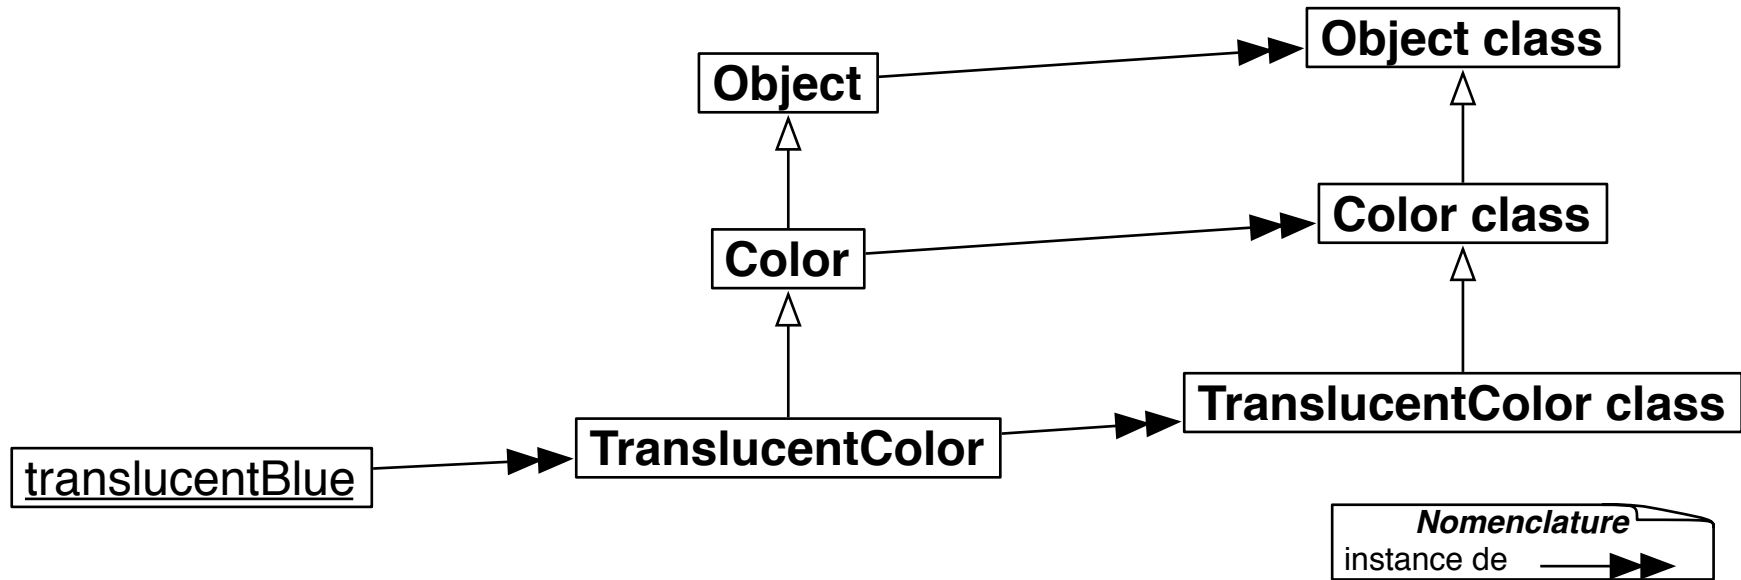 Object class
Object
Color class
Color
TranslucentColor class
TranslucentColor
translucentBlue
Nomenclature
instance de